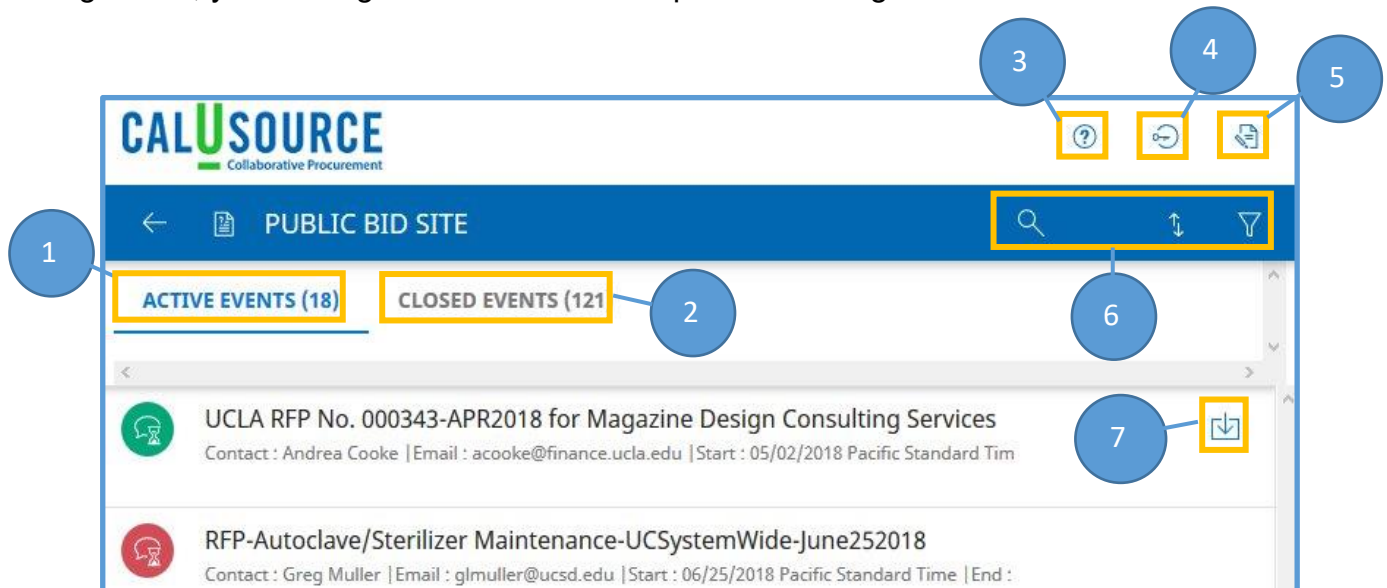 3
4
5
CALUSOURCE
Collaborative Procurement
PUBLIC BID SITE
1
ACTIVE EVENTS (18)
CLOSED EVENTS (121
2
6
UCLA RFP No. 000343-APR2018 for Magazine Design Consulting Services
7
Contact : Andrea Cooke |Email : acooke@finance.ucla.edu |Start : 05/02/2018 Pacific Standard Tim
RFP-Autoclave/Sterilizer Maintenance-UCSystemWide-June252018
Contact : Greg Muller |Email : glmuller@ucsd.edu |Start : 06/25/2018 Pacific Standard Time |End :